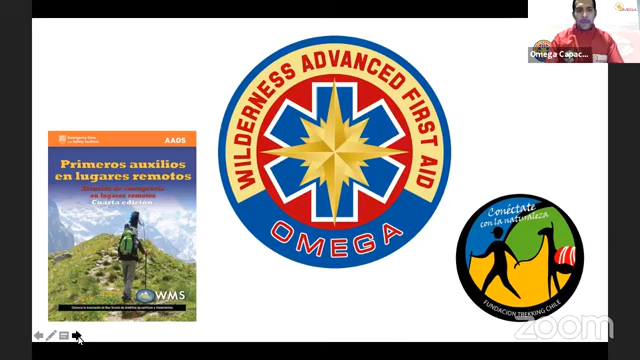 OMEGA
Omega Capac...
WILDERNESS ADVANCED FIRST AID
OMEGA
AAOS
Primeros auxilios
en lugares remotos
Atención de emergencia
en lugares remotos
Cuarta edición
WMS
Conéctate
con la naturaleza
FUNDACION TREKKING CHILE
zoom